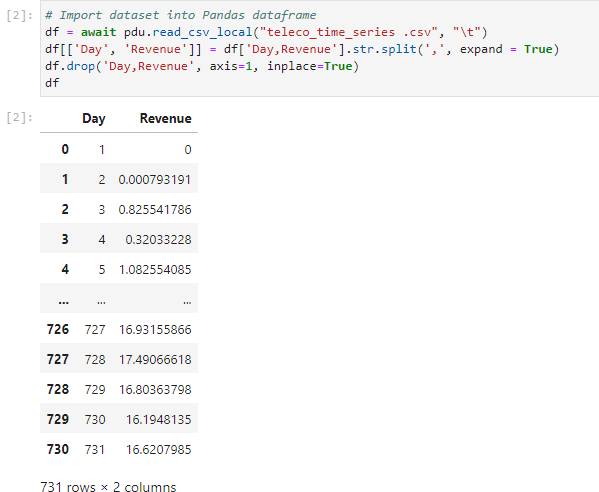 [2]: # Import dataset into Pandas dataframe
df = await pdu.read_csv_local("teleco_time_series .csv", "\t")
df[['Day', 'Revenue']] = df['Day,Revenue'].str.split(',', expand = True)
df.drop('Day,Revenue', axis=1, inplace=True)
df
[2]:
Day Revenue
0 1 0
1 2 0.000793191
2 3 0.825541786
3 4 0.32033228
4 5 1.082554085
... ... ...
726 727 16.93155866
727 728 17.49066618
728 729 16.80363798
729 730 16.1948135
730 731 16.6207985
731 rows × 2 columns